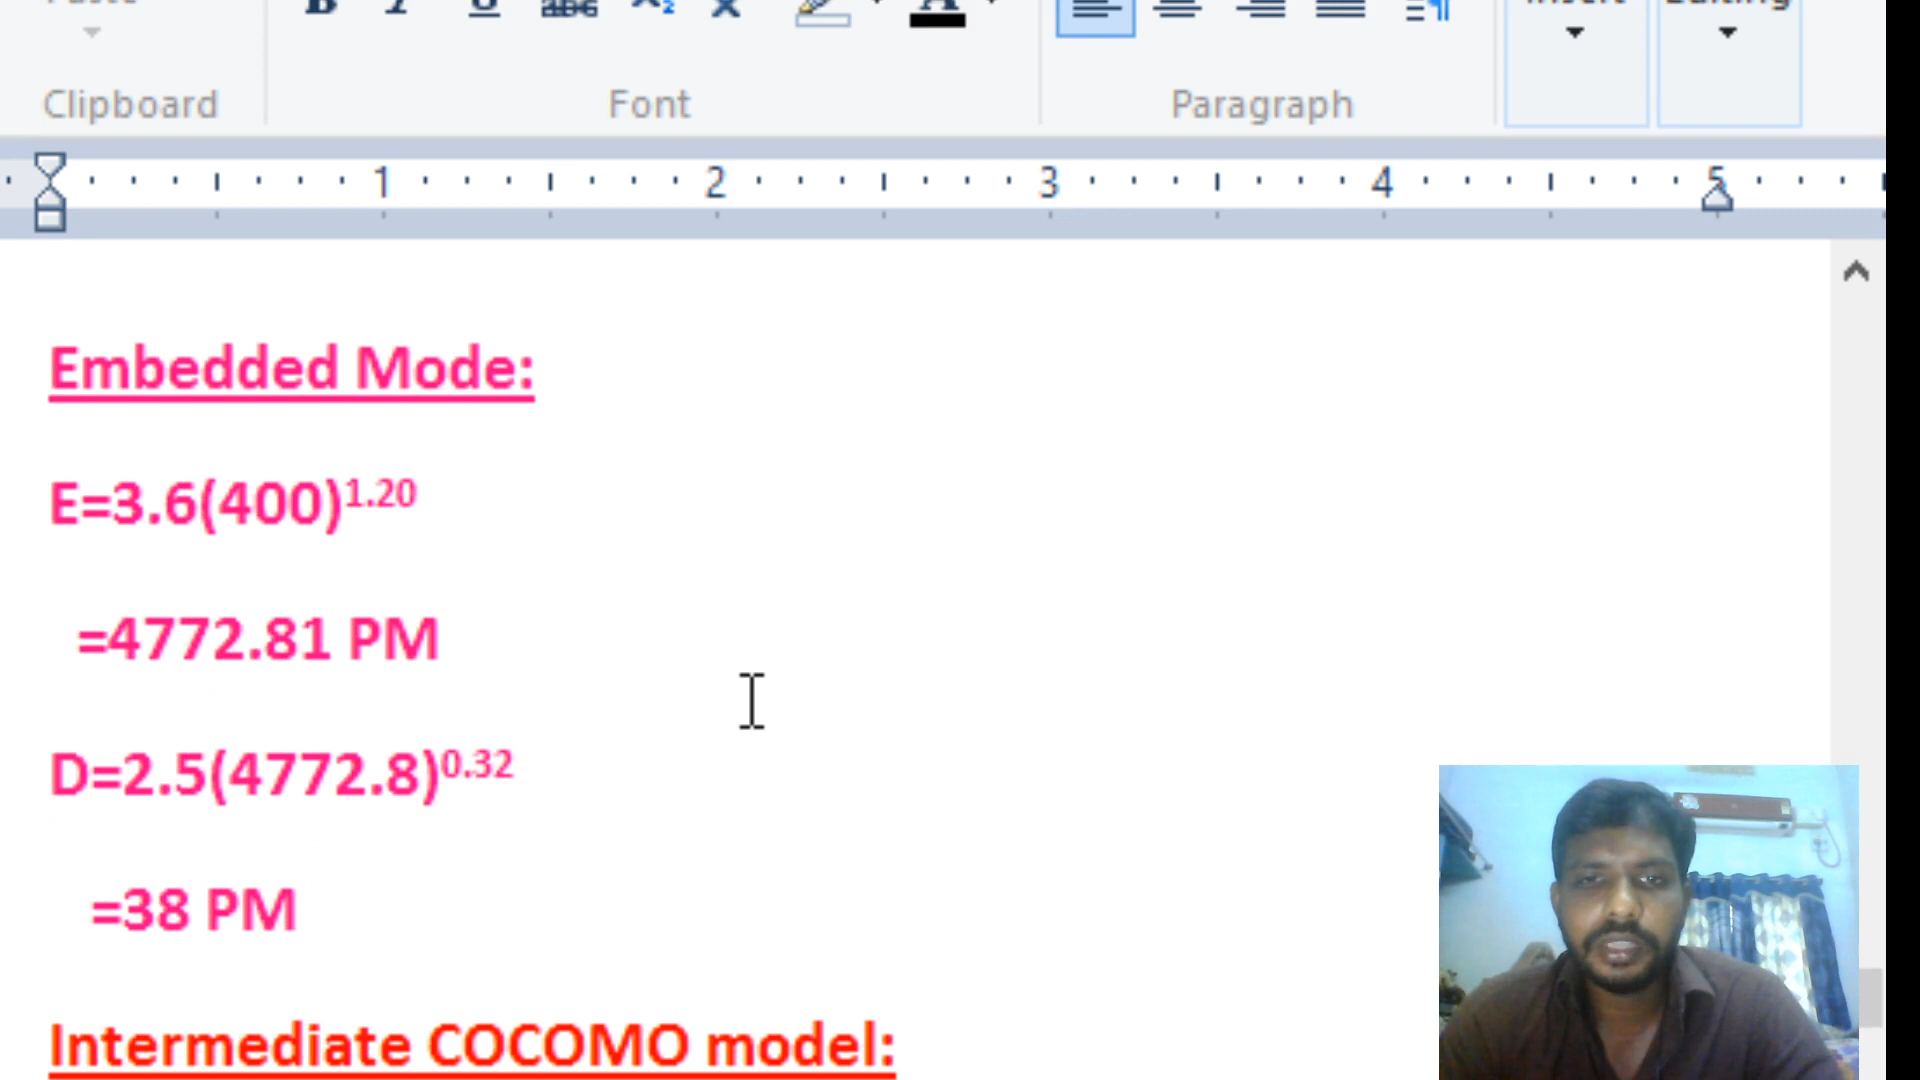 Clipboard
Font
Paragraph
1 2 3 4 5
Embedded Mode:
E=3.6(400)1.20
=4772.81 PM
D=2.5(4772.8)0.32
=38 PM
Intermediate COCOMO model: